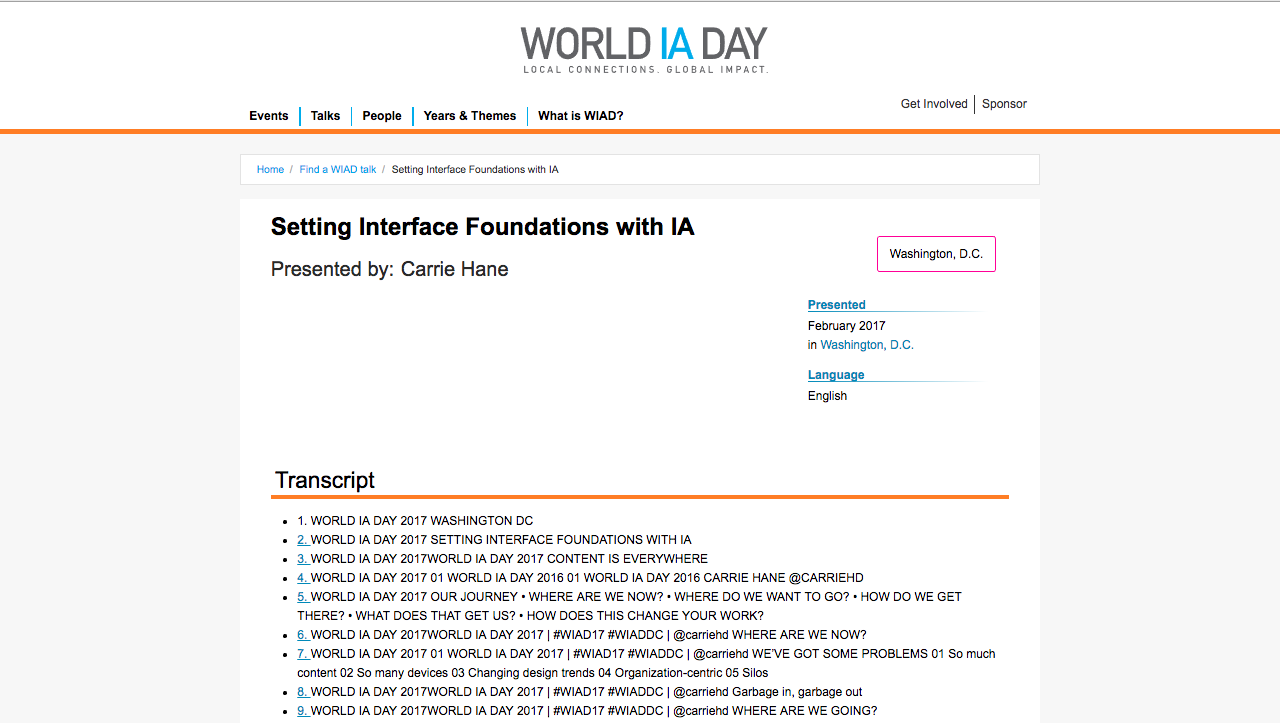 WORLD IA DAY
LOCAL CONNECTIONS. GLOBAL IMPACT.
Get Involved | Sponsor
Events | Talks | People | Years & Themes | What is WIAD?
Home / Find a WIAD talk / Setting Interface Foundations with IA
Setting Interface Foundations with IA
Presented by: Carrie Hane
Washington, D.C.
Presented
February 2017
in Washington, D.C.
Language
English
Transcript
• 1. WORLD IA DAY 2017 WASHINGTON DC
• 2. WORLD IA DAY 2017 SETTING INTERFACE FOUNDATIONS WITH IA
• 3. WORLD IA DAY 2017WORLD IA DAY 2017 CONTENT IS EVERYWHERE
• 4. WORLD IA DAY 2017 01 WORLD IA DAY 2016 01 WORLD IA DAY 2016 CARRIE HANE @CARRIEHD
• 5. WORLD IA DAY 2017 OUR JOURNEY • WHERE ARE WE NOW? • WHERE DO WE WANT TO GO? • HOW DO WE GET
THERE? • WHAT DOES THAT GET US? • HOW DOES THIS CHANGE YOUR WORK?
• 6. WORLD IA DAY 2017WORLD IA DAY 2017 | #WIAD17 #WIADDC | @carriehd WHERE ARE WE NOW?
• 7. WORLD IA DAY 2017 01 WORLD IA DAY 2017 | #WIAD17 #WIADDC | @carriehd WE'VE GOT SOME PROBLEMS 01 So much
content 02 So many devices 03 Changing design trends 04 Organization-centric 05 Silos
• 8. WORLD IA DAY 2017WORLD IA DAY 2017 | #WIAD17 #WIADDC | @carriehd Garbage in, garbage out
• 9. WORLD IA DAY 2017WORLD IA DAY 2017 | #WIAD17 #WIADDC | @carriehd WHERE ARE WE GOING?